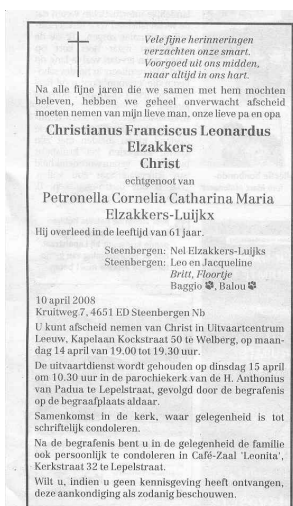 Vele fijne herinneringen
verzachten onze smart.
Voorgoed uit ons midden,
maar altijd in ons hart.
Na alle fijne jaren die we samen met hem mochten
beleven, hebben we geheel onverwacht afscheid
moeten nemen van mijn lieve man, onze lieve pa en opa
Christianus Franciscus Leonardus
Elzakkers
Christ
echtgenoot van
Petronella Cornelia Catharina Maria
Elzakkers-Luijkx
Hij overleed in de leeftijd van 61 jaar.
Steenbergen: Nel Elzakkers-Luijks
Steenbergen: Leo en Jacqueline
Britt, Floortje
Baggio, Balou
10 april 2008
Kruitweg 7, 4651 ED Steenbergen Nb
U kunt afscheid nemen van Christ in Uitvaartcentrum
Leeuw, Kapelaan Kockstraat 50 te Welberg, op maan-
dag 14 april van 19.00 tot 19.30 uur.
De uitvaartdienst wordt gehouden op dinsdag 15 april
om 10.30 uur in de parochiekerk van de H. Anthonius
van Padua te Lepelstraat, gevolgd door de begrafenis
op de begraafplaats aldaar.
Samenkomst in de kerk, waar gelegenheid is tot
schriftelijk condoleren.
Na de begrafenis bent u in de gelegenheid de familie
ook persoonlijk te condoleren in Café-Zaal 'Leonita',
Kerkstraat 32 te Lepelstraat.
Wilt u, indien u geen kennisgeving heeft ontvangen,
deze aankondiging als zodanig beschouwen.